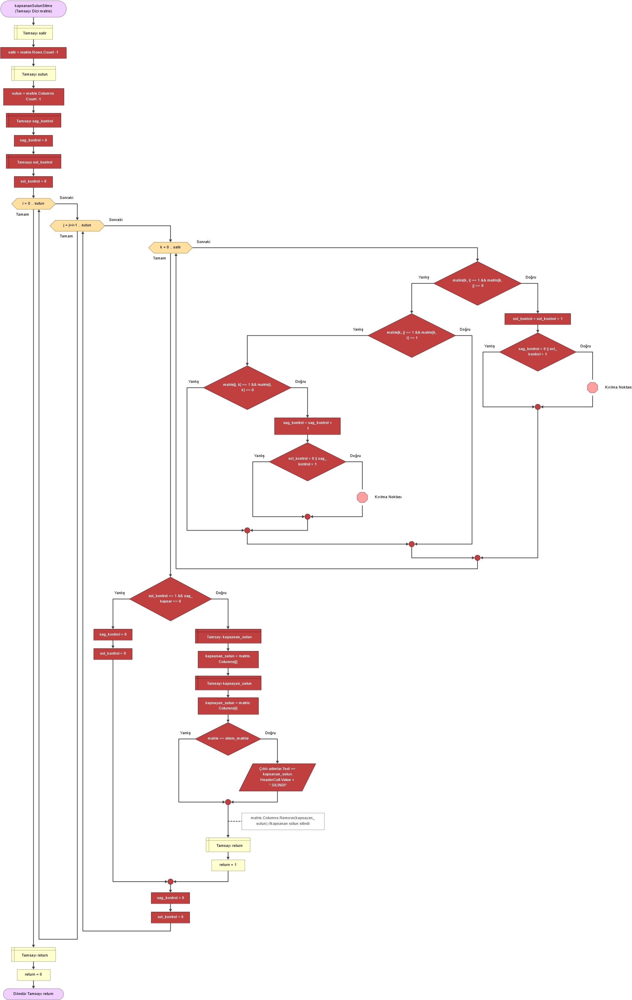 kapsananSutunSilme
(Tamsayı Dizi matris)
Tamsayı satir
satir = matris.Rows.Count -1
Tamsayı sutun
sutun = matris.Columns.
Count -1
Tamsayı sag_kontrol
sag_kontrol = 0
Tamsayı sol_kontrol
sol_kontrol = 0
Sonraki
i = 0 .. sutun
Tamam
Sonraki
j = j=i+1 .. sutun
Tamam
Sonraki
k = 0 .. satir
Tamam
Yanlış
Doğru
matris[k, i] == 1 && matris[k,
j] == 0
sol_kontrol = sol_kontrol + 1
Yanlış
Doğru
matris[k, j] == 1 && matris[k,
i] == 1
Yanlış
Doğru
sag_kontrol > 0 || sol_
kontrol > 1
Kırılma Noktası
Yanlış
Doğru
matris[j, k] == 1 && matris[i,
k] == 0
sag_kontrol = sag_kontrol +
1
Yanlış
Doğru
sol_kontrol > 0 || sag_
kontrol > 1
Kırılma Noktası
Yanlış
Doğru
sol_kontrol == 1 && sag_
kapsar == 0
sag_kontrol = 0
sol_kontrol = 0
Tamsayı kapsanan_sutun
kapsanan_sutun = matris.
Columns[j]
Tamsayı kapsayan_sutun
kapsayan_sutun = matris.
Columns[i]
Yanlış
Doğru
matris == islem_matrisi
Çıktı adimlar.Text +=
kapsanan_sutun.
HeaderCell.Value +
" SİLİNDİ"
matris.Columns.Remove(kapsayan_
sutun) //kapsanan sütun silindi
Tamsayı return
return = 1
sag_kontrol = 0
sol_kontrol = 0
Tamsayı return
return = 0
Döndür Tamsayı return